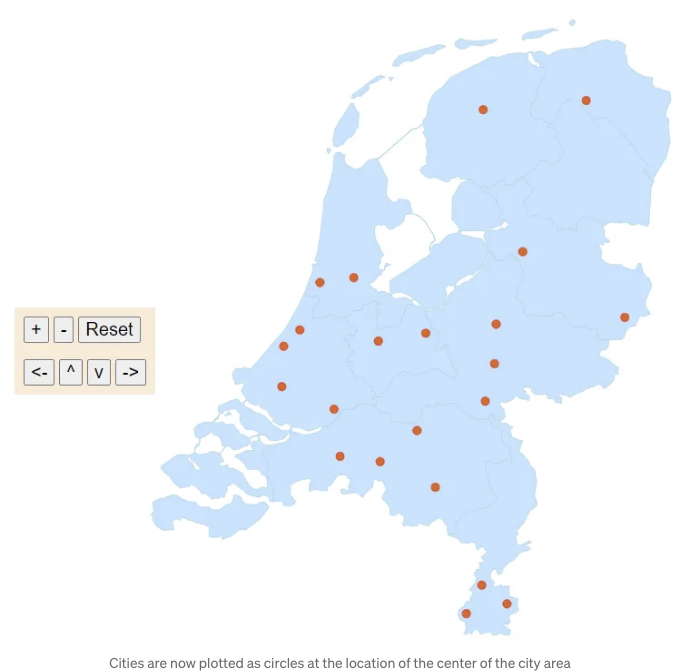 + - Reset
<- ^ v ->
Cities are now plotted as circles at the location of the center of the city area